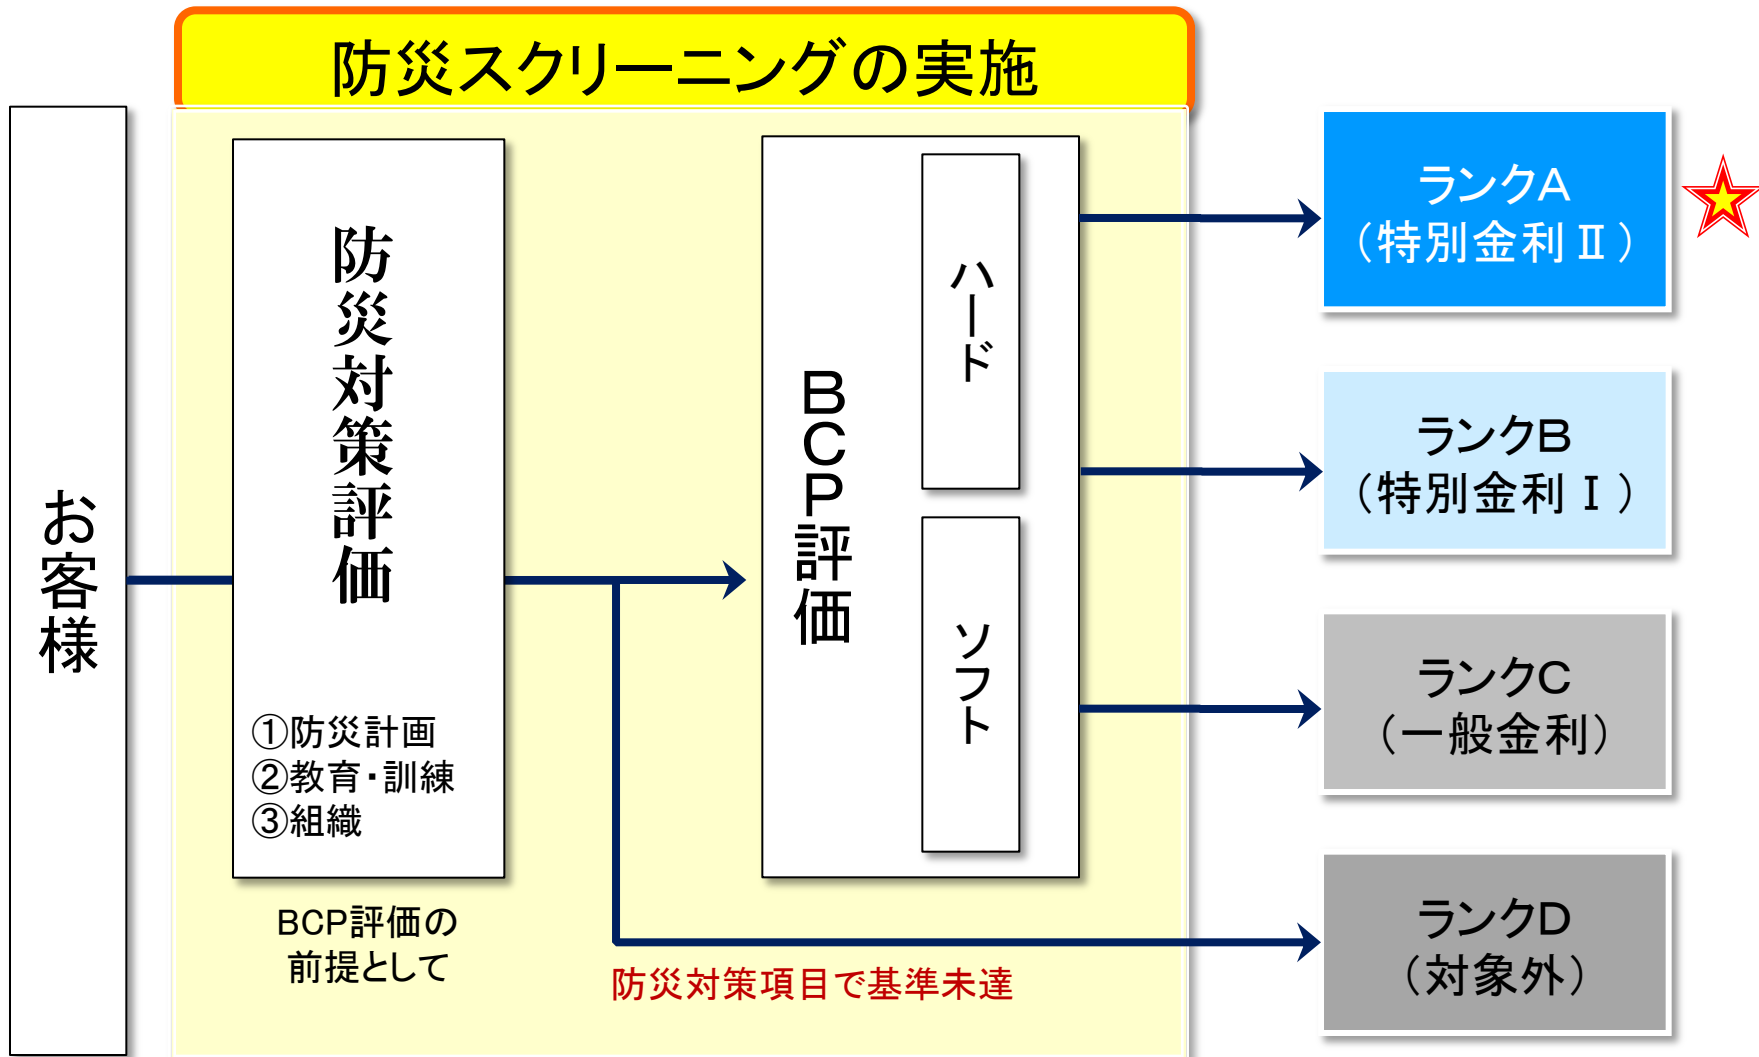 防災スクリーニングの実施
お客様
防災対策評価
①防災計画
②教育・訓練
③組織
BCP評価の
前提として
防災対策項目で基準未達
BCP評価
ハード
ソフト
ランクA
（特別金利Ⅱ）
ランクB
（特別金利Ⅰ）
ランクC
（一般金利）
ランクD
（対象外）